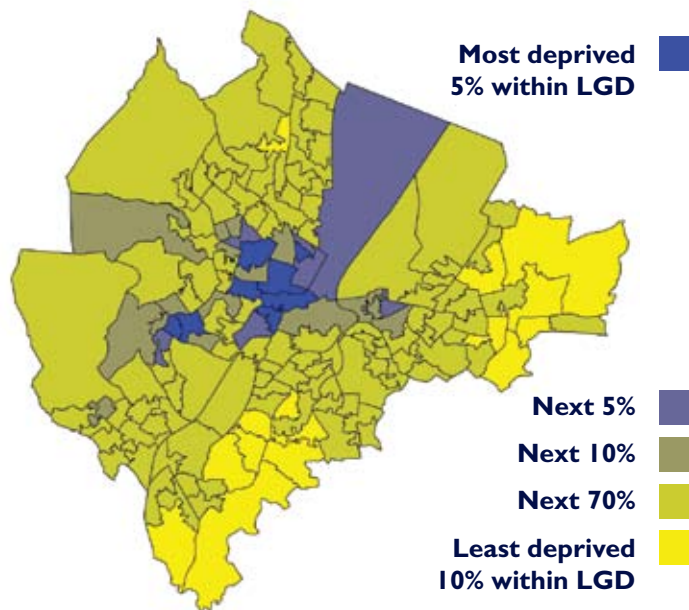 Most deprived
5% within LGD
Next 5%
Next 10%
Next 70%
Least deprived
10% within LGD